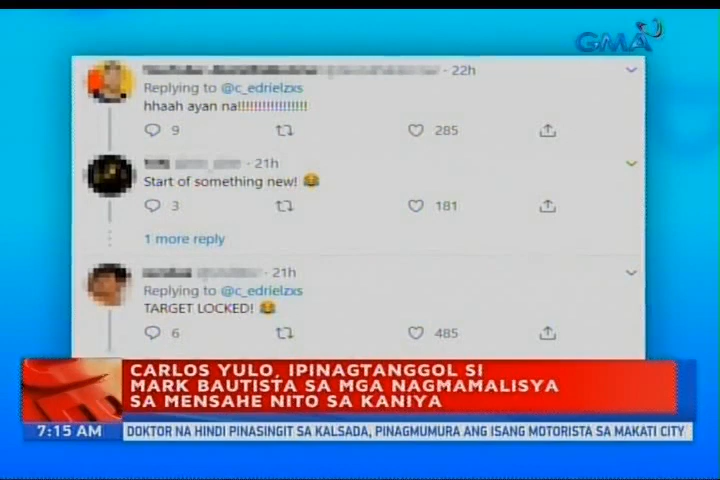 GMA
22h
Replying to @c_edrielzxs
hhaah ayan na!!!!!!!!!!!!!!!!!
9 285
21h
Start of something new! 😂
3 181
1 more reply
21h
Replying to @c_edrielzxs
TARGET LOCKED! 😂
6 485
CARLOS YULO, IPINAGTANGGOL SI
MARK BAUTISTA SA MGA NAGMAMALISYA
SA MENSAHE NITO SA KANIYA
7:15 AM DOKTOR NA HINDI PINASINGIT SA KALSADA, PINAGMUMURA ANG ISANG MOTORISTA SA MAKATI CITY